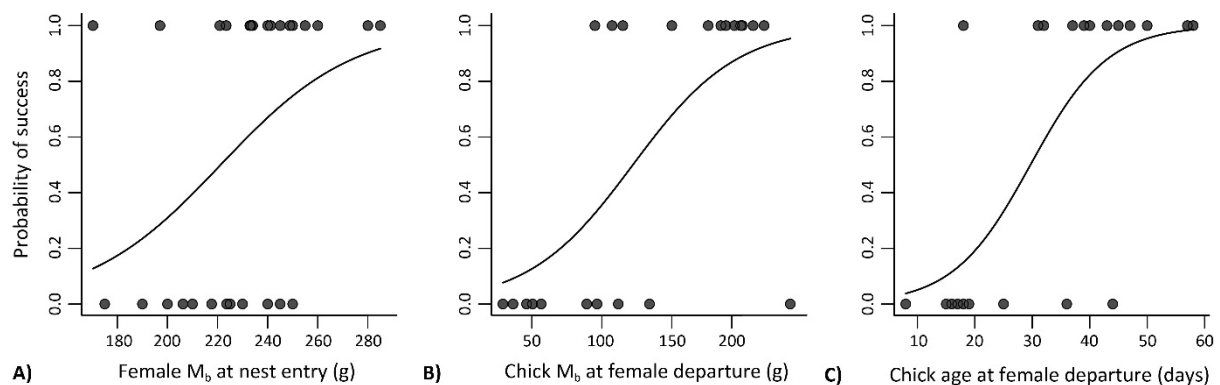 Probability of success
0.0 0.2 0.4 0.6 0.8 1.0
180 200 220 240 260 280
A) Female Mb at nest entry (g)
0.0 0.2 0.4 0.6 0.8 1.0
50 100 150 200
B) Chick Mb at female departure (g)
0.0 0.2 0.4 0.6 0.8 1.0
10 20 30 40 50 60
C) Chick age at female departure (days)